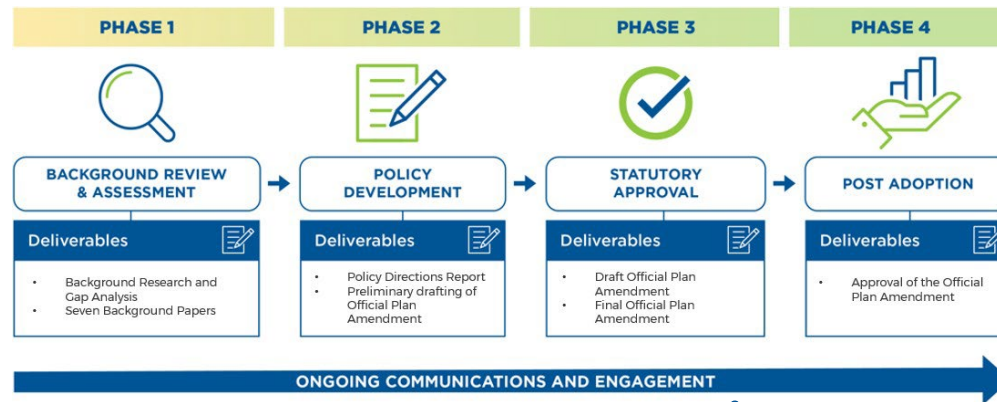 PHASE 1
PHASE 2
PHASE 3
PHASE 4
BACKGROUND REVIEW
& ASSESSMENT
POLICY
DEVELOPMENT
STATUTORY
APPROVAL
POST ADOPTION
Deliverables
• Background Research and
Gap Analysis
• Seven Background Papers
Deliverables
• Policy Directions Report
• Preliminary drafting of
Official Plan
Amendment
Deliverables
• Draft Official Plan
Amendment
• Final Official Plan
Amendment
Deliverables
• Approval of the Official
Plan Amendment
ONGOING COMMUNICATIONS AND ENGAGEMENT